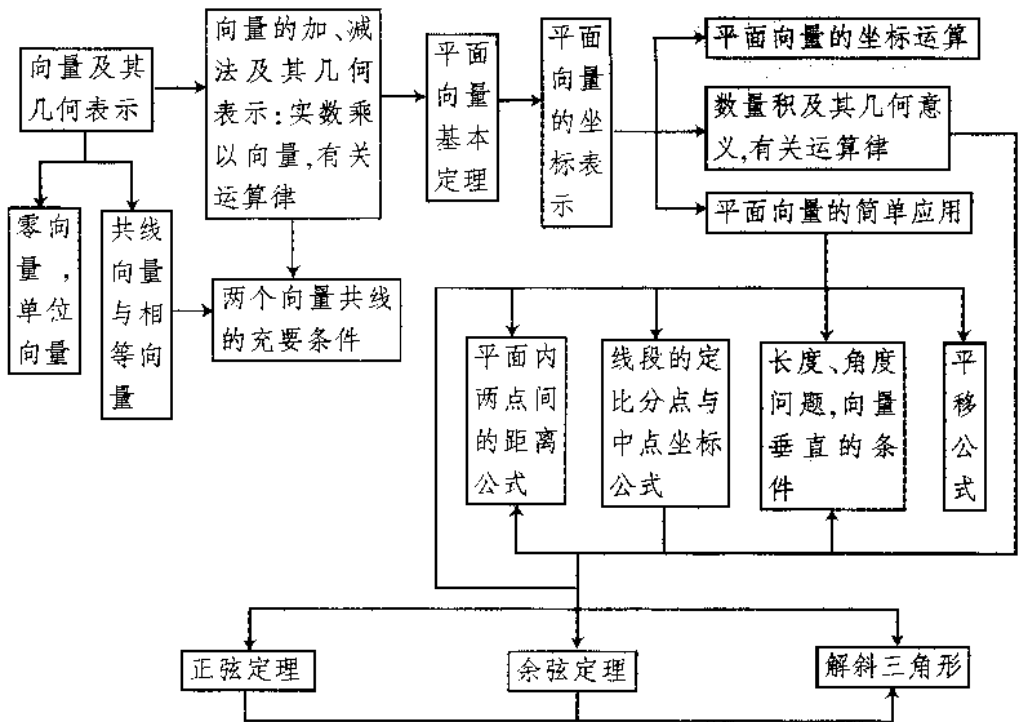 向量及其
几何表示
向量的加、减
法及其几何
表示:实数乘
以向量,有关
运算律
平面
向量
基本
定理
平面
向量
的坐
标表
示
平面向量的坐标运算
数量积及其几何意
义,有关运算律
平面向量的简单应用
零向
量,
单位
向量
共线
向量
与相
等向
量
两个向量共线
的充要条件
平面内
两点间
的距离
公式
线段的定
比分点与
中点坐标
公式
长度、角度
问题,向量
垂直的条
件
平
移
公
式
正弦定理
余弦定理
解斜三角形